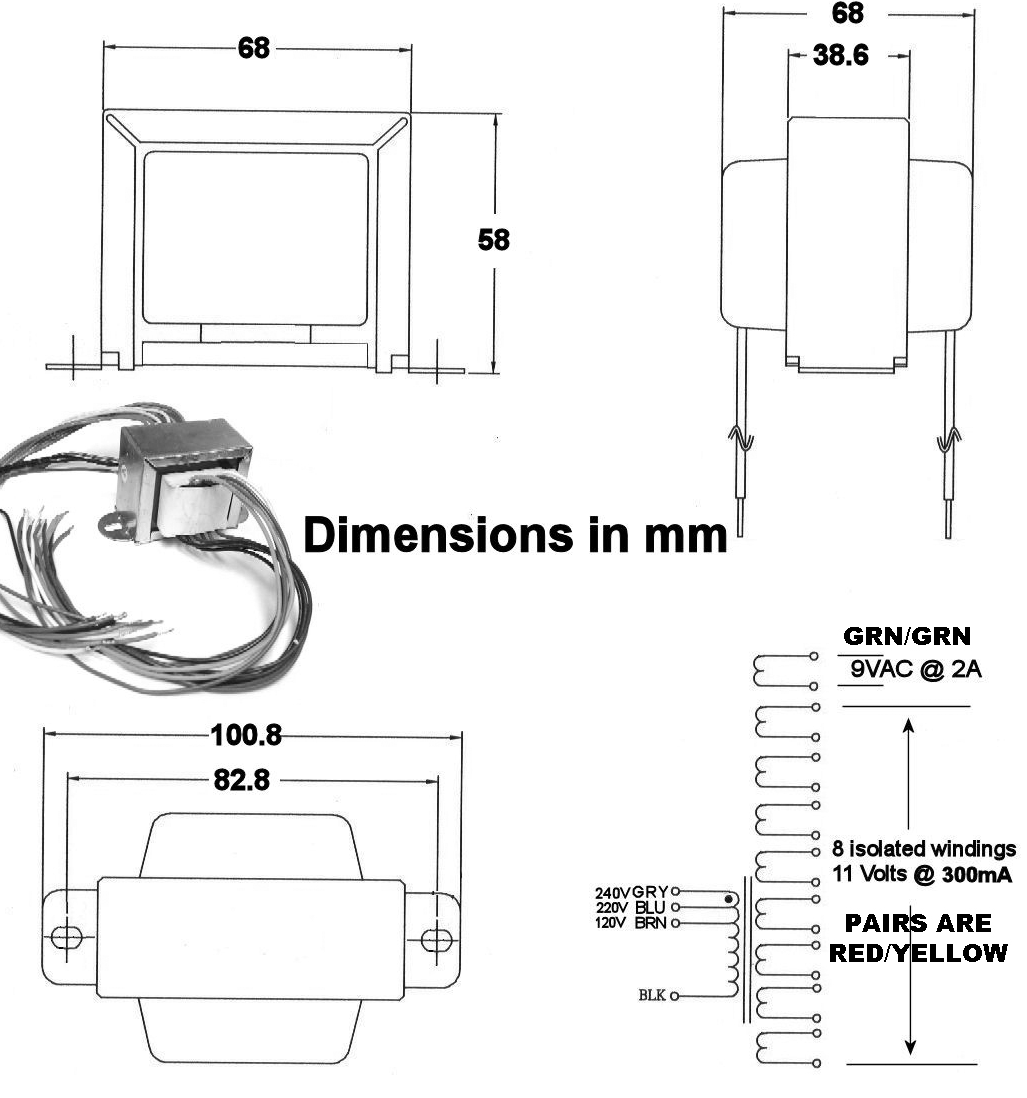 68
68
38.6
58
Dimensions in mm
100.8
82.8
GRN/GRN
9VAC @ 2A
8 isolated windings
11 Volts @ 300mA
PAIRS ARE
RED/YELLOW
240V GRY
220V BLU
120V BRN
BLK